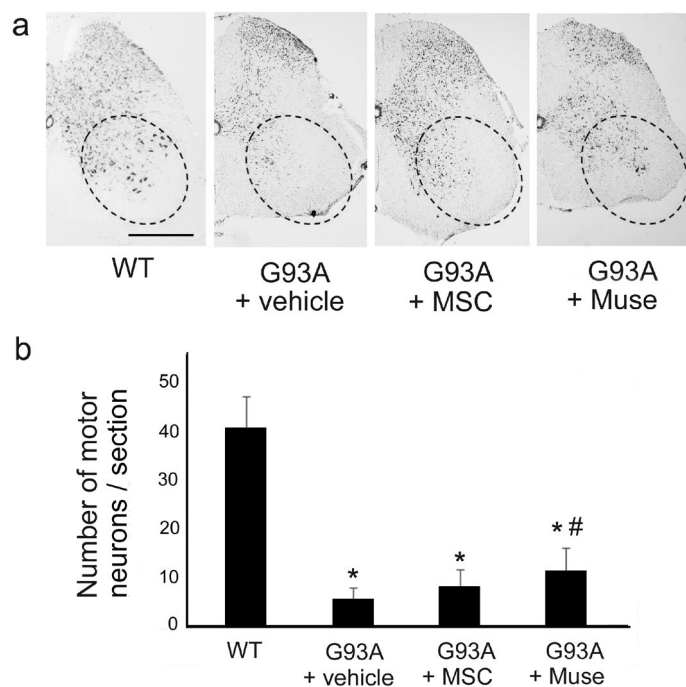 a
WT
G93A
+ vehicle
G93A
+ MSC
G93A
+ Muse
b
Number of motor
neurons / section
50
40
30
20
10
0
*
*
* #
WT
G93A
+ vehicle
G93A
+ MSC
G93A
+ Muse